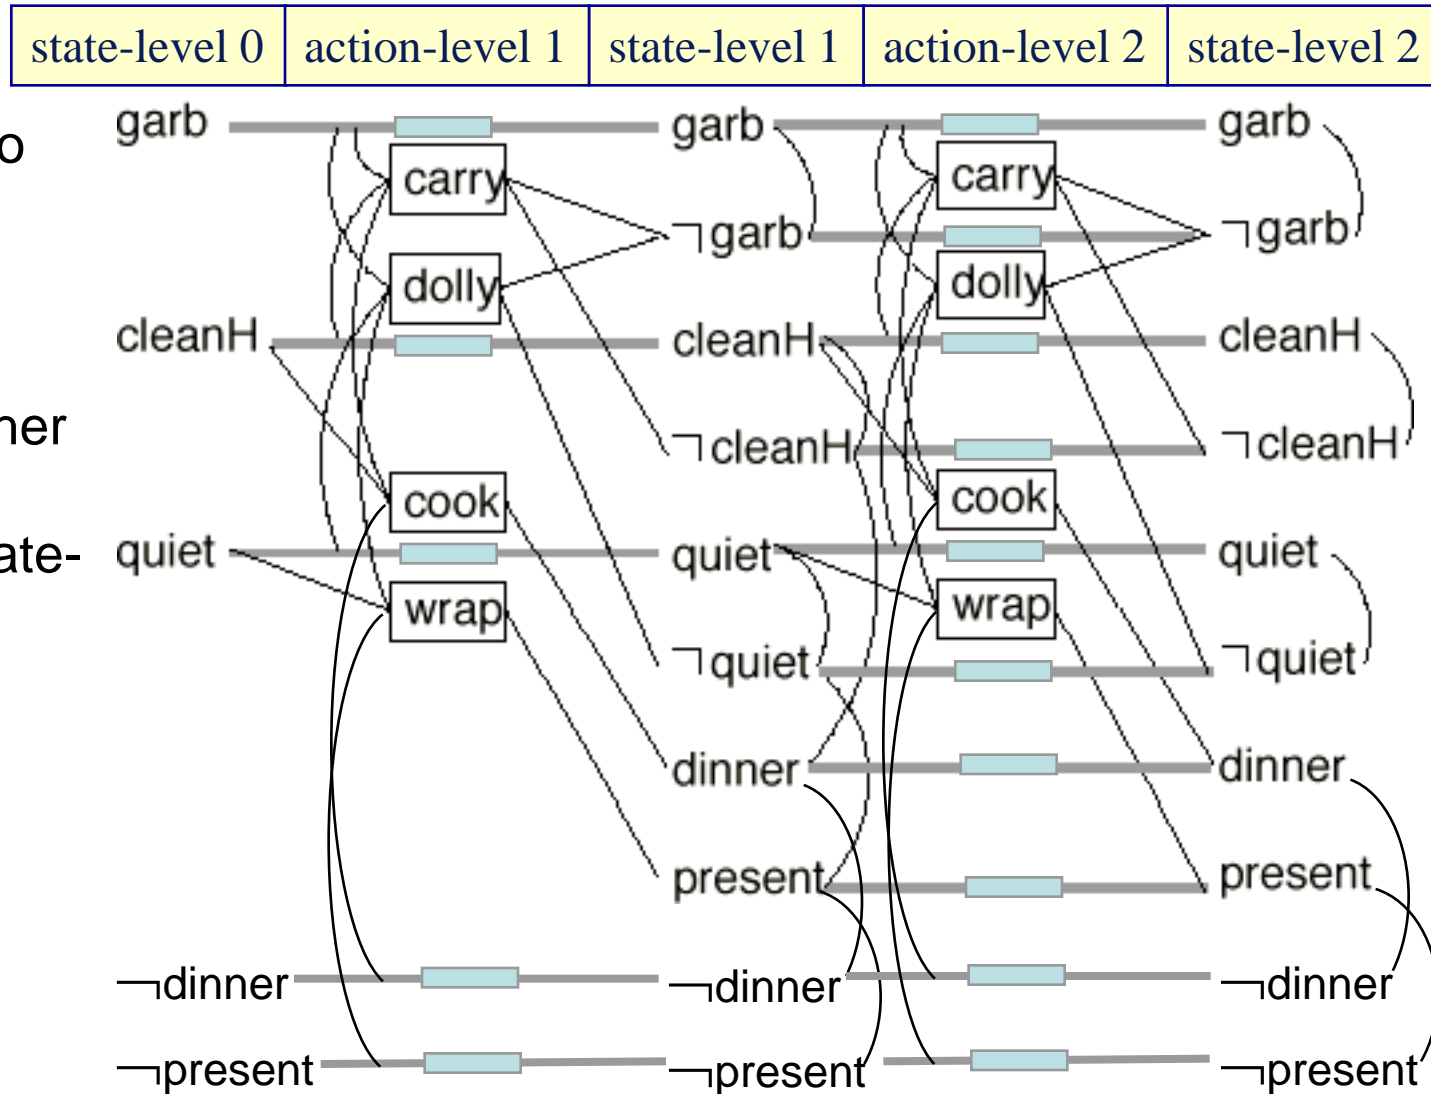 state-level 0 action-level 1 state-level 1 action-level 2 state-level 2
garb garb garb
o
carry carry
¬garb ¬garb
dolly dolly
cleanH cleanH cleanH
ner
¬cleanH ¬cleanH
cook cook
ate- quiet quiet quiet
wrap wrap
¬quiet ¬quiet
dinner dinner
present present
¬dinner ¬dinner ¬dinner
¬present ¬present ¬present